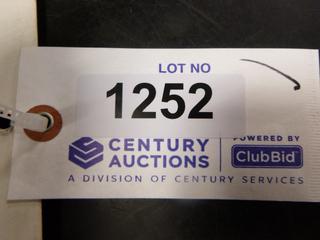 LOT NO
1252
CENTURY
AUCTIONS
POWERED BY
ClubBid
A DIVISION OF CENTURY SERVICES